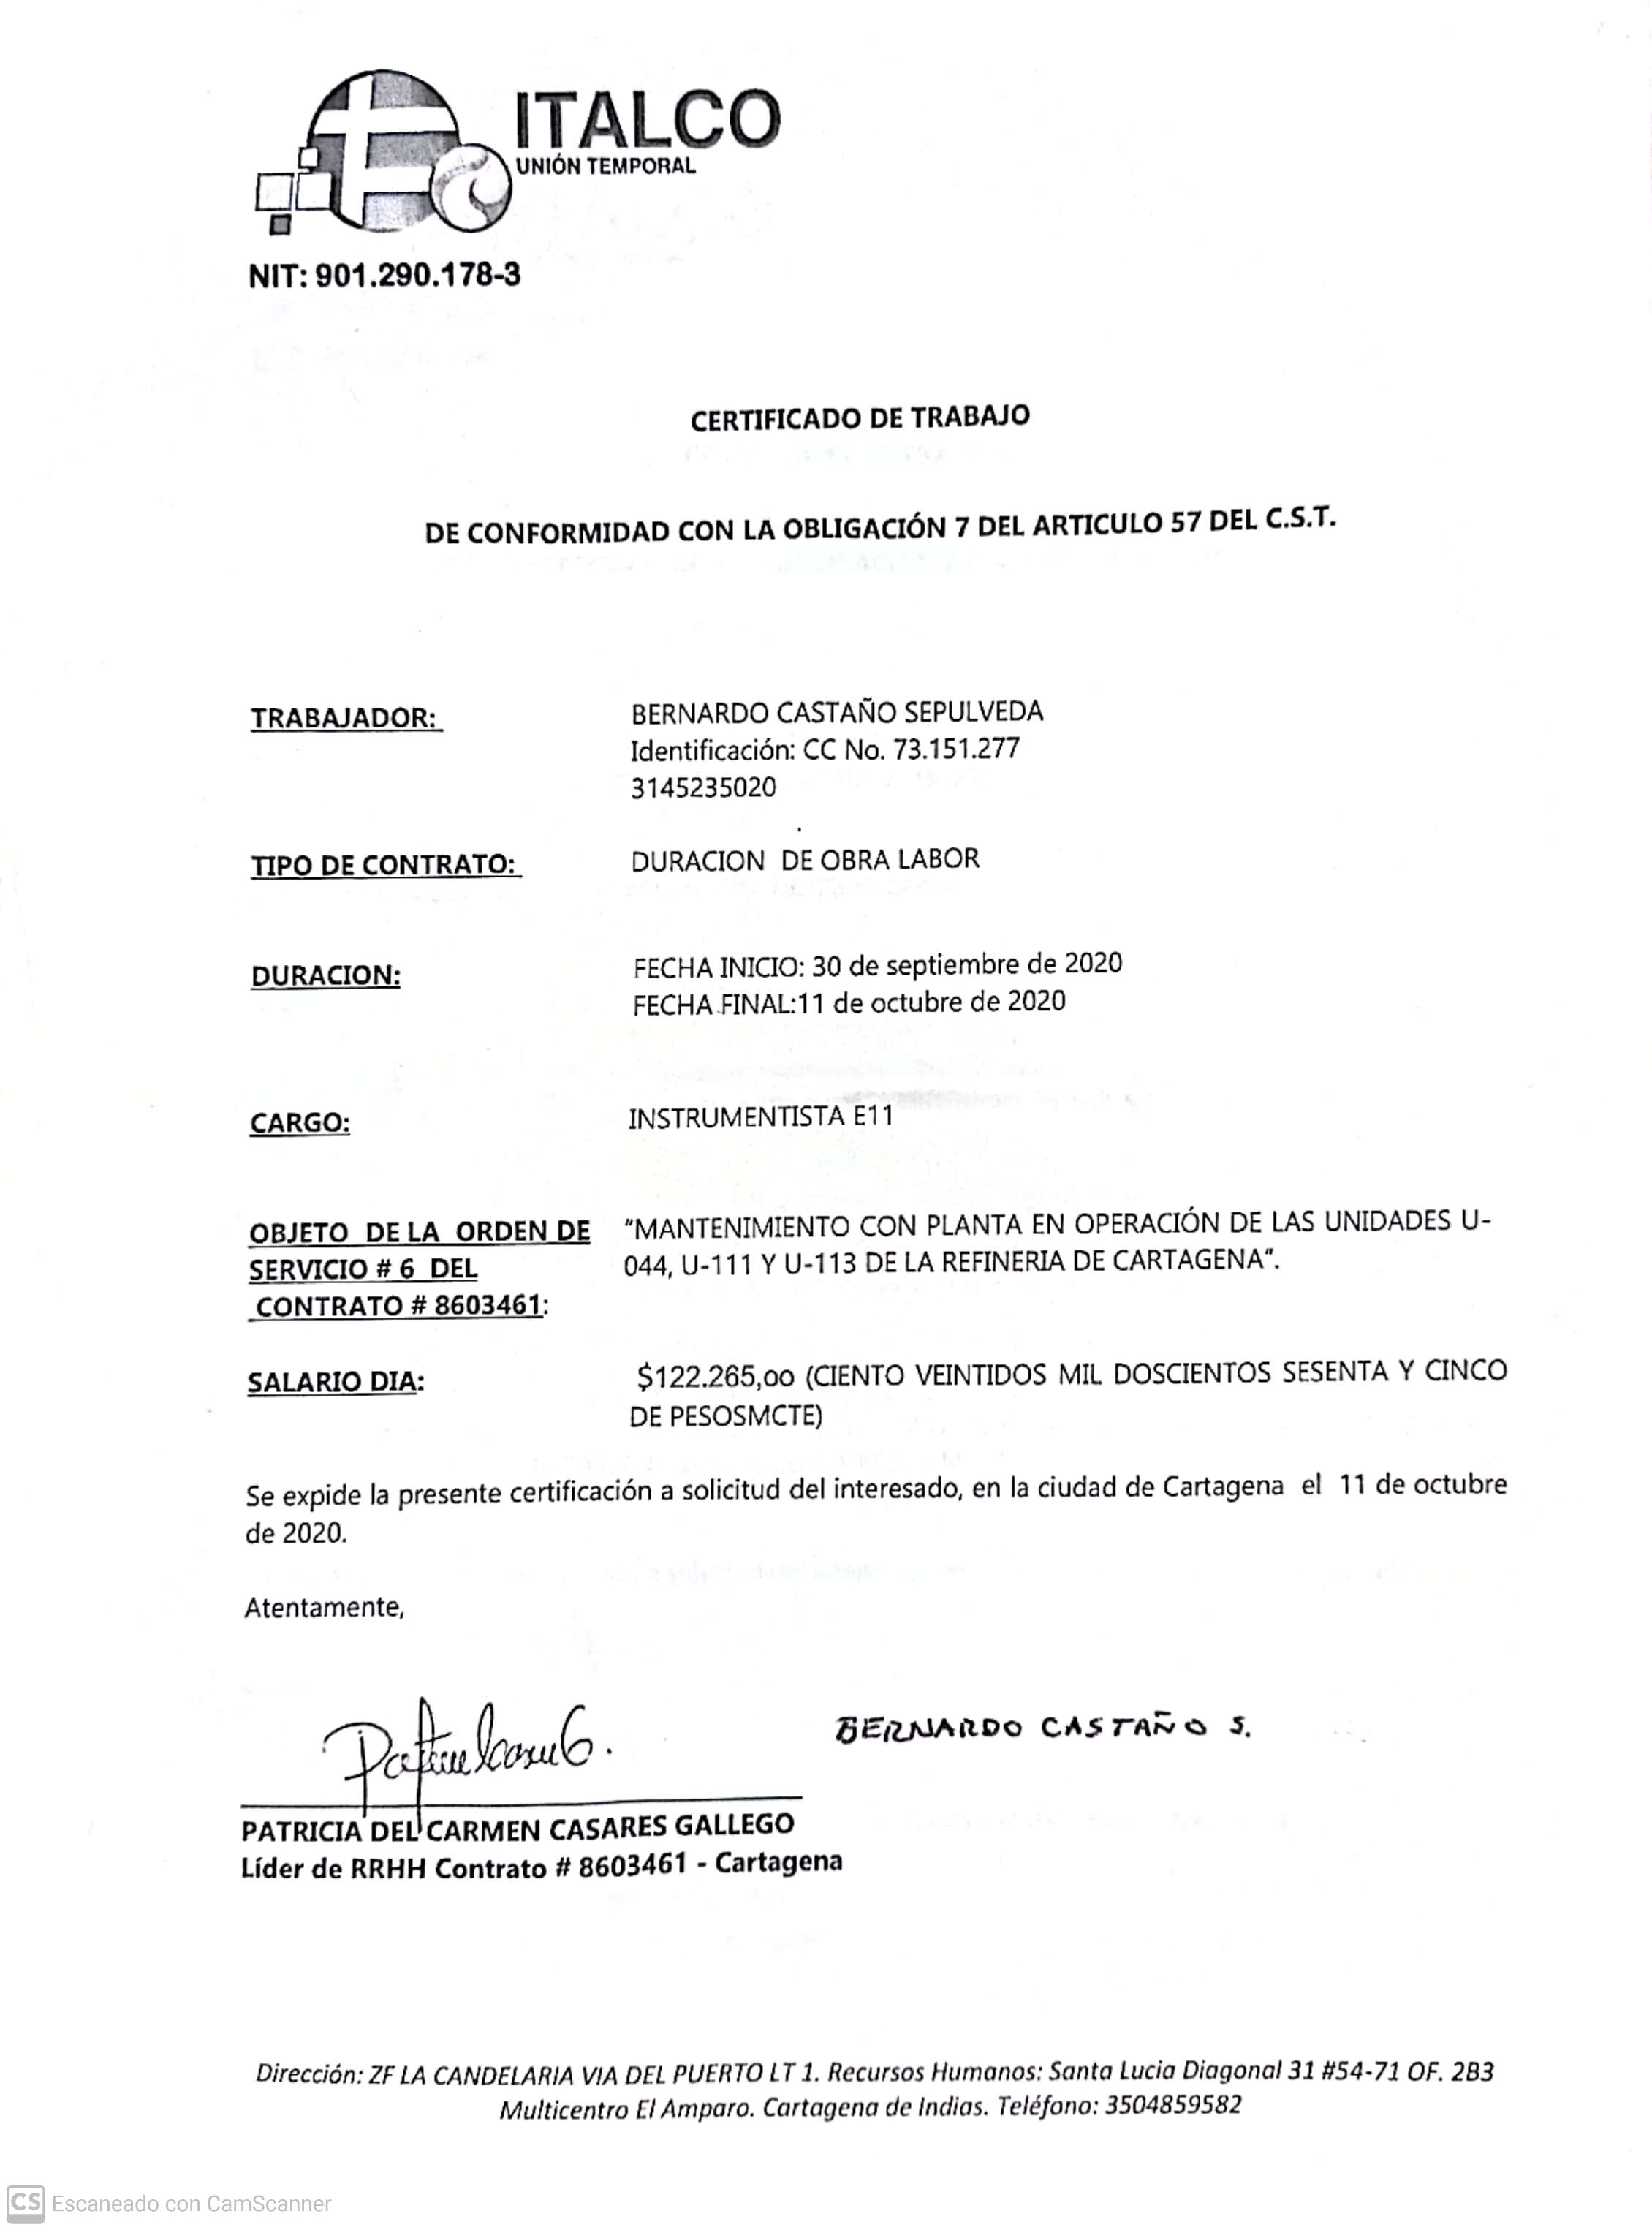 ITALCO
UNIÓN TEMPORAL
NIT: 901.290.178-3
CERTIFICADO DE TRABAJO
DE CONFORMIDAD CON LA OBLIGACIÓN 7 DEL ARTICULO 57 DEL C.S.T.
TRABAJADOR: BERNARDO CASTAÑO SEPULVEDA
Identificación: CC No. 73.151.277
3145235020
TIPO DE CONTRATO: DURACION DE OBRA LABOR
DURACION: FECHA INICIO: 30 de septiembre de 2020
FECHA FINAL:11 de octubre de 2020
CARGO: INSTRUMENTISTA E11
OBJETO DE LA ORDEN DE SERVICIO # 6 DEL CONTRATO # 8603461:
"MANTENIMIENTO CON PLANTA EN OPERACIÓN DE LAS UNIDADES U-
044, U-111 Y U-113 DE LA REFINERIA DE CARTAGENA".
SALARIO DIA: $122.265,oo (CIENTO VEINTIDOS MIL DOSCIENTOS SESENTA Y CINCO
DE PESOSMCTE)
Se expide la presente certificación a solicitud del interesado, en la ciudad de Cartagena el 11 de octubre
de 2020.
Atentamente,
BERNARDO CASTAÑO S.
PATRICIA DEL CARMEN CASARES GALLEGO
Líder de RRHH Contrato # 8603461 - Cartagena
Dirección: ZF LA CANDELARIA VIA DEL PUERTO LT 1. Recursos Humanos: Santa Lucia Diagonal 31 #54-71 OF. 2B3
Multicentro El Amparo. Cartagena de Indias. Teléfono: 3504859582
CS Escaneado con CamScanner